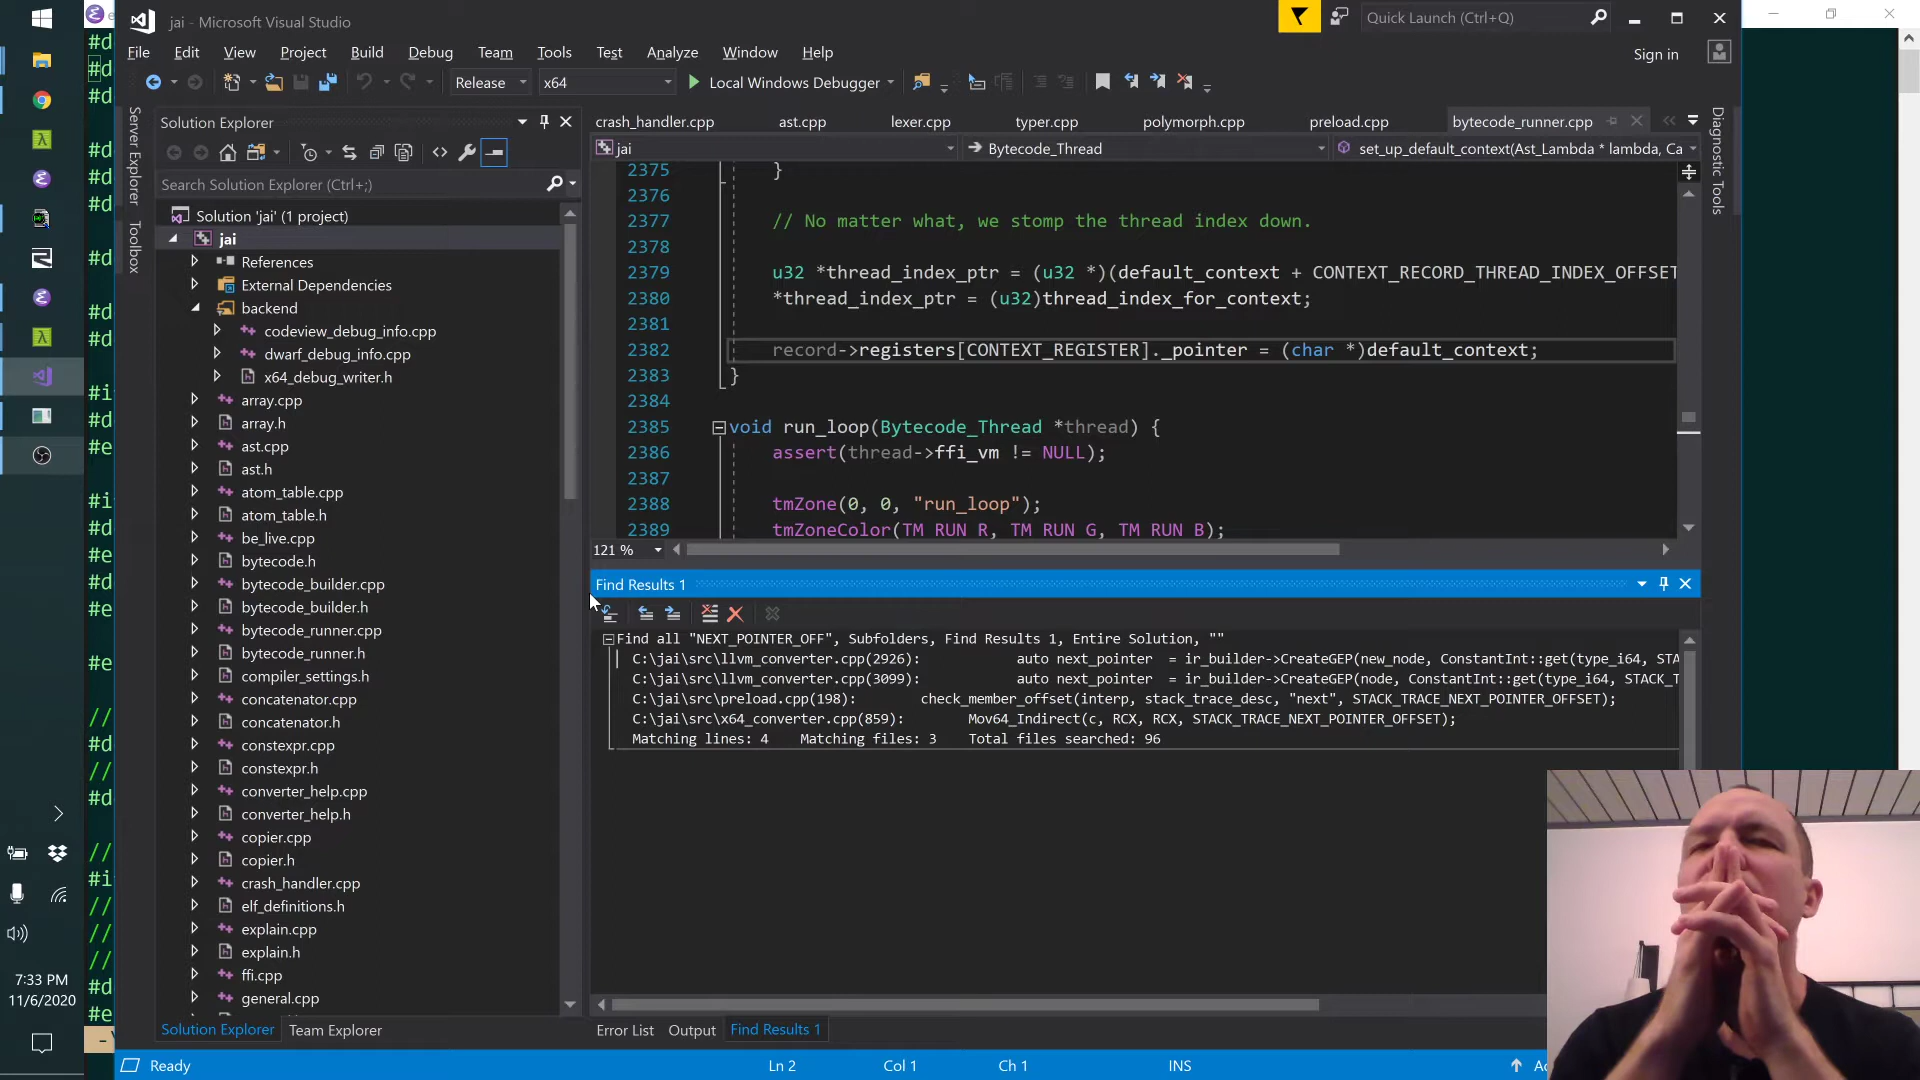 jai - Microsoft Visual Studio
Quick Launch (Ctrl+Q)
File Edit View Project Build Debug Team Tools Test Analyze Window Help
Sign in
Release x64 Local Windows Debugger
Server Explorer
Toolbox
Diagnostic Tools
Solution Explorer
Search Solution Explorer (Ctrl+;)
Solution 'jai' (1 project)
jai
References
External Dependencies
backend
codeview_debug_info.cpp
dwarf_debug_info.cpp
x64_debug_writer.h
array.cpp
array.h
ast.cpp
ast.h
atom_table.cpp
atom_table.h
be_live.cpp
bytecode.h
bytecode_builder.cpp
bytecode_builder.h
bytecode_runner.cpp
bytecode_runner.h
compiler_settings.h
concatenator.cpp
concatenator.h
constexpr.cpp
constexpr.h
converter_help.cpp
converter_help.h
copier.cpp
copier.h
crash_handler.cpp
elf_definitions.h
explain.cpp
explain.h
ffi.cpp
general.cpp
Solution Explorer Team Explorer
crash_handler.cpp ast.cpp lexer.cpp typer.cpp polymorph.cpp preload.cpp bytecode_runner.cpp
jai Bytecode_Thread set_up_default_context(Ast_Lambda * lambda, Ca
2375 }
2376
2377 // No matter what, we stomp the thread index down.
2378
2379 u32 *thread_index_ptr = (u32 *)(default_context + CONTEXT_RECORD_THREAD_INDEX_OFFSET
2380 *thread_index_ptr = (u32)thread_index_for_context;
2381
2382 record->registers[CONTEXT_REGISTER]._pointer = (char *)default_context;
2383 }
2384
2385 void run_loop(Bytecode_Thread *thread) {
2386 assert(thread->ffi_vm != NULL);
2387
2388 tmZone(0, 0, "run_loop");
2389 tmZoneColor(TM_RUN_R, TM_RUN_G, TM_RUN_B);
121 %
Find Results 1
Find all "NEXT_POINTER_OFF", Subfolders, Find Results 1, Entire Solution, ""
C:\jai\src\llvm_converter.cpp(2926): auto next_pointer = ir_builder->CreateGEP(new_node, ConstantInt::get(type_i64, STA
C:\jai\src\llvm_converter.cpp(3099): auto next_pointer = ir_builder->CreateGEP(node, ConstantInt::get(type_i64, STACK_T
C:\jai\src\preload.cpp(198): check_member_offset(interp, stack_trace_desc, "next", STACK_TRACE_NEXT_POINTER_OFFSET);
C:\jai\src\x64_converter.cpp(859): Mov64_Indirect(c, RCX, RCX, STACK_TRACE_NEXT_POINTER_OFFSET);
Matching lines: 4 Matching files: 3 Total files searched: 96
Error List Output Find Results 1
Ready Ln 2 Col 1 Ch 1 INS
7:33 PM
11/6/2020
#d
#d
#d
#d
#d
#d
#d
#d
#d
#i
#d
#e
#i
#d
#e
#d
#e
#e
//
//
//
#d
//
#i
//
//
//
#d
#e